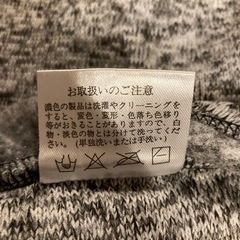 お取扱いのご注意
濃色の製品は洗濯やクリーニングを
すると、変色・変形・色落ち色移り
等がおきることがありますので、白
物・淡色の物とは分けて洗ってくだ
さい。(単独洗いまたは手洗い)